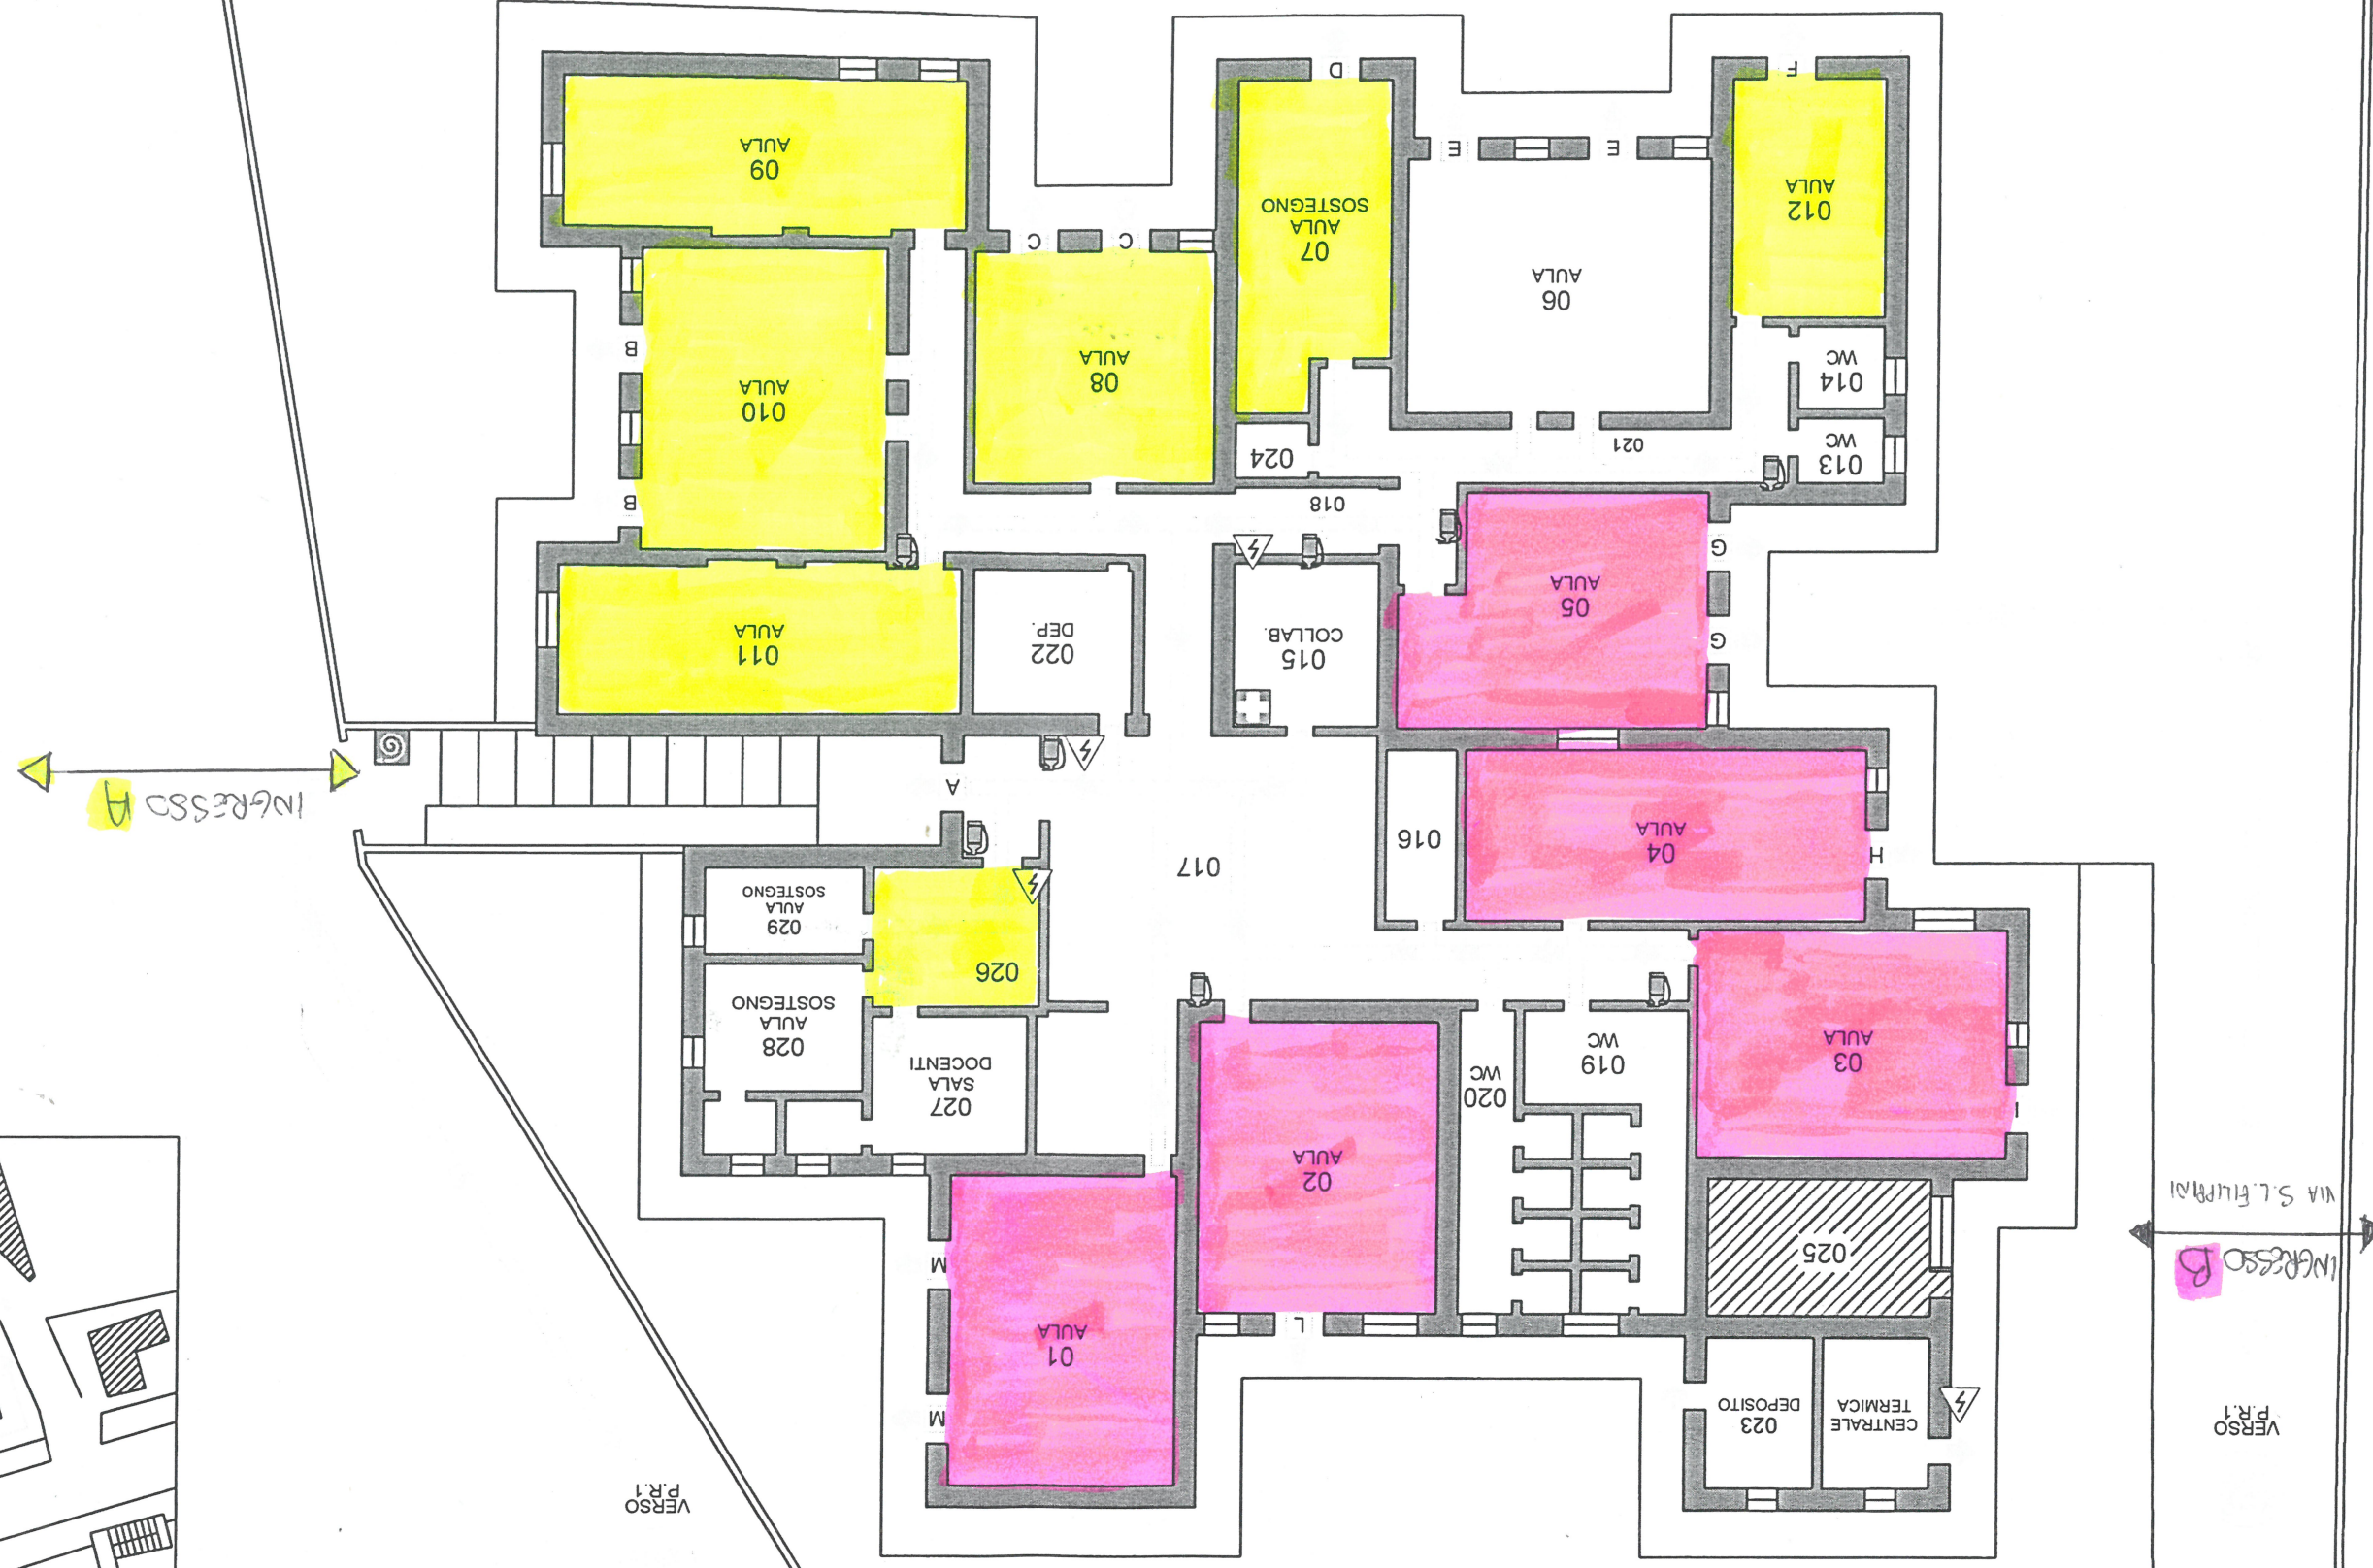 VERSO
P.R.1
VERSO
P.R.1
CENTRALE
TERMICA
023
DEPOSITO
M
01
AULA
L
M
INGRESSO B
025
VIA S.L. FILIPPINI
02
AULA
I
03
AULA
019
WC
020
WC
027
SALA
DOCENTI
028
AULA
SOSTEGNO
026
029
AULA
SOSTEGNO
H
04
AULA
016
017
A
INGRESSO A
G
05
AULA
G
015
COLLAB.
022
DEP.
011
AULA
018
B
013
WC
021
024
014
WC
08
AULA
010
AULA
B
06
AULA
07
AULA
SOSTEGNO
C
C
012
AULA
09
AULA
E
E
F
D